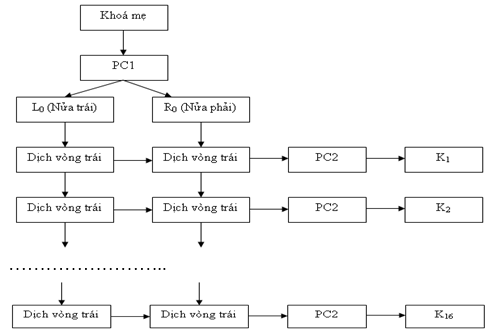 Khoá mẹ
PC1
L0 (Nửa trái) R0 (Nửa phải)
Dịch vòng trái Dịch vòng trái PC2 K1
Dịch vòng trái Dịch vòng trái PC2 K2
...........................
Dịch vòng trái Dịch vòng trái PC2 K16